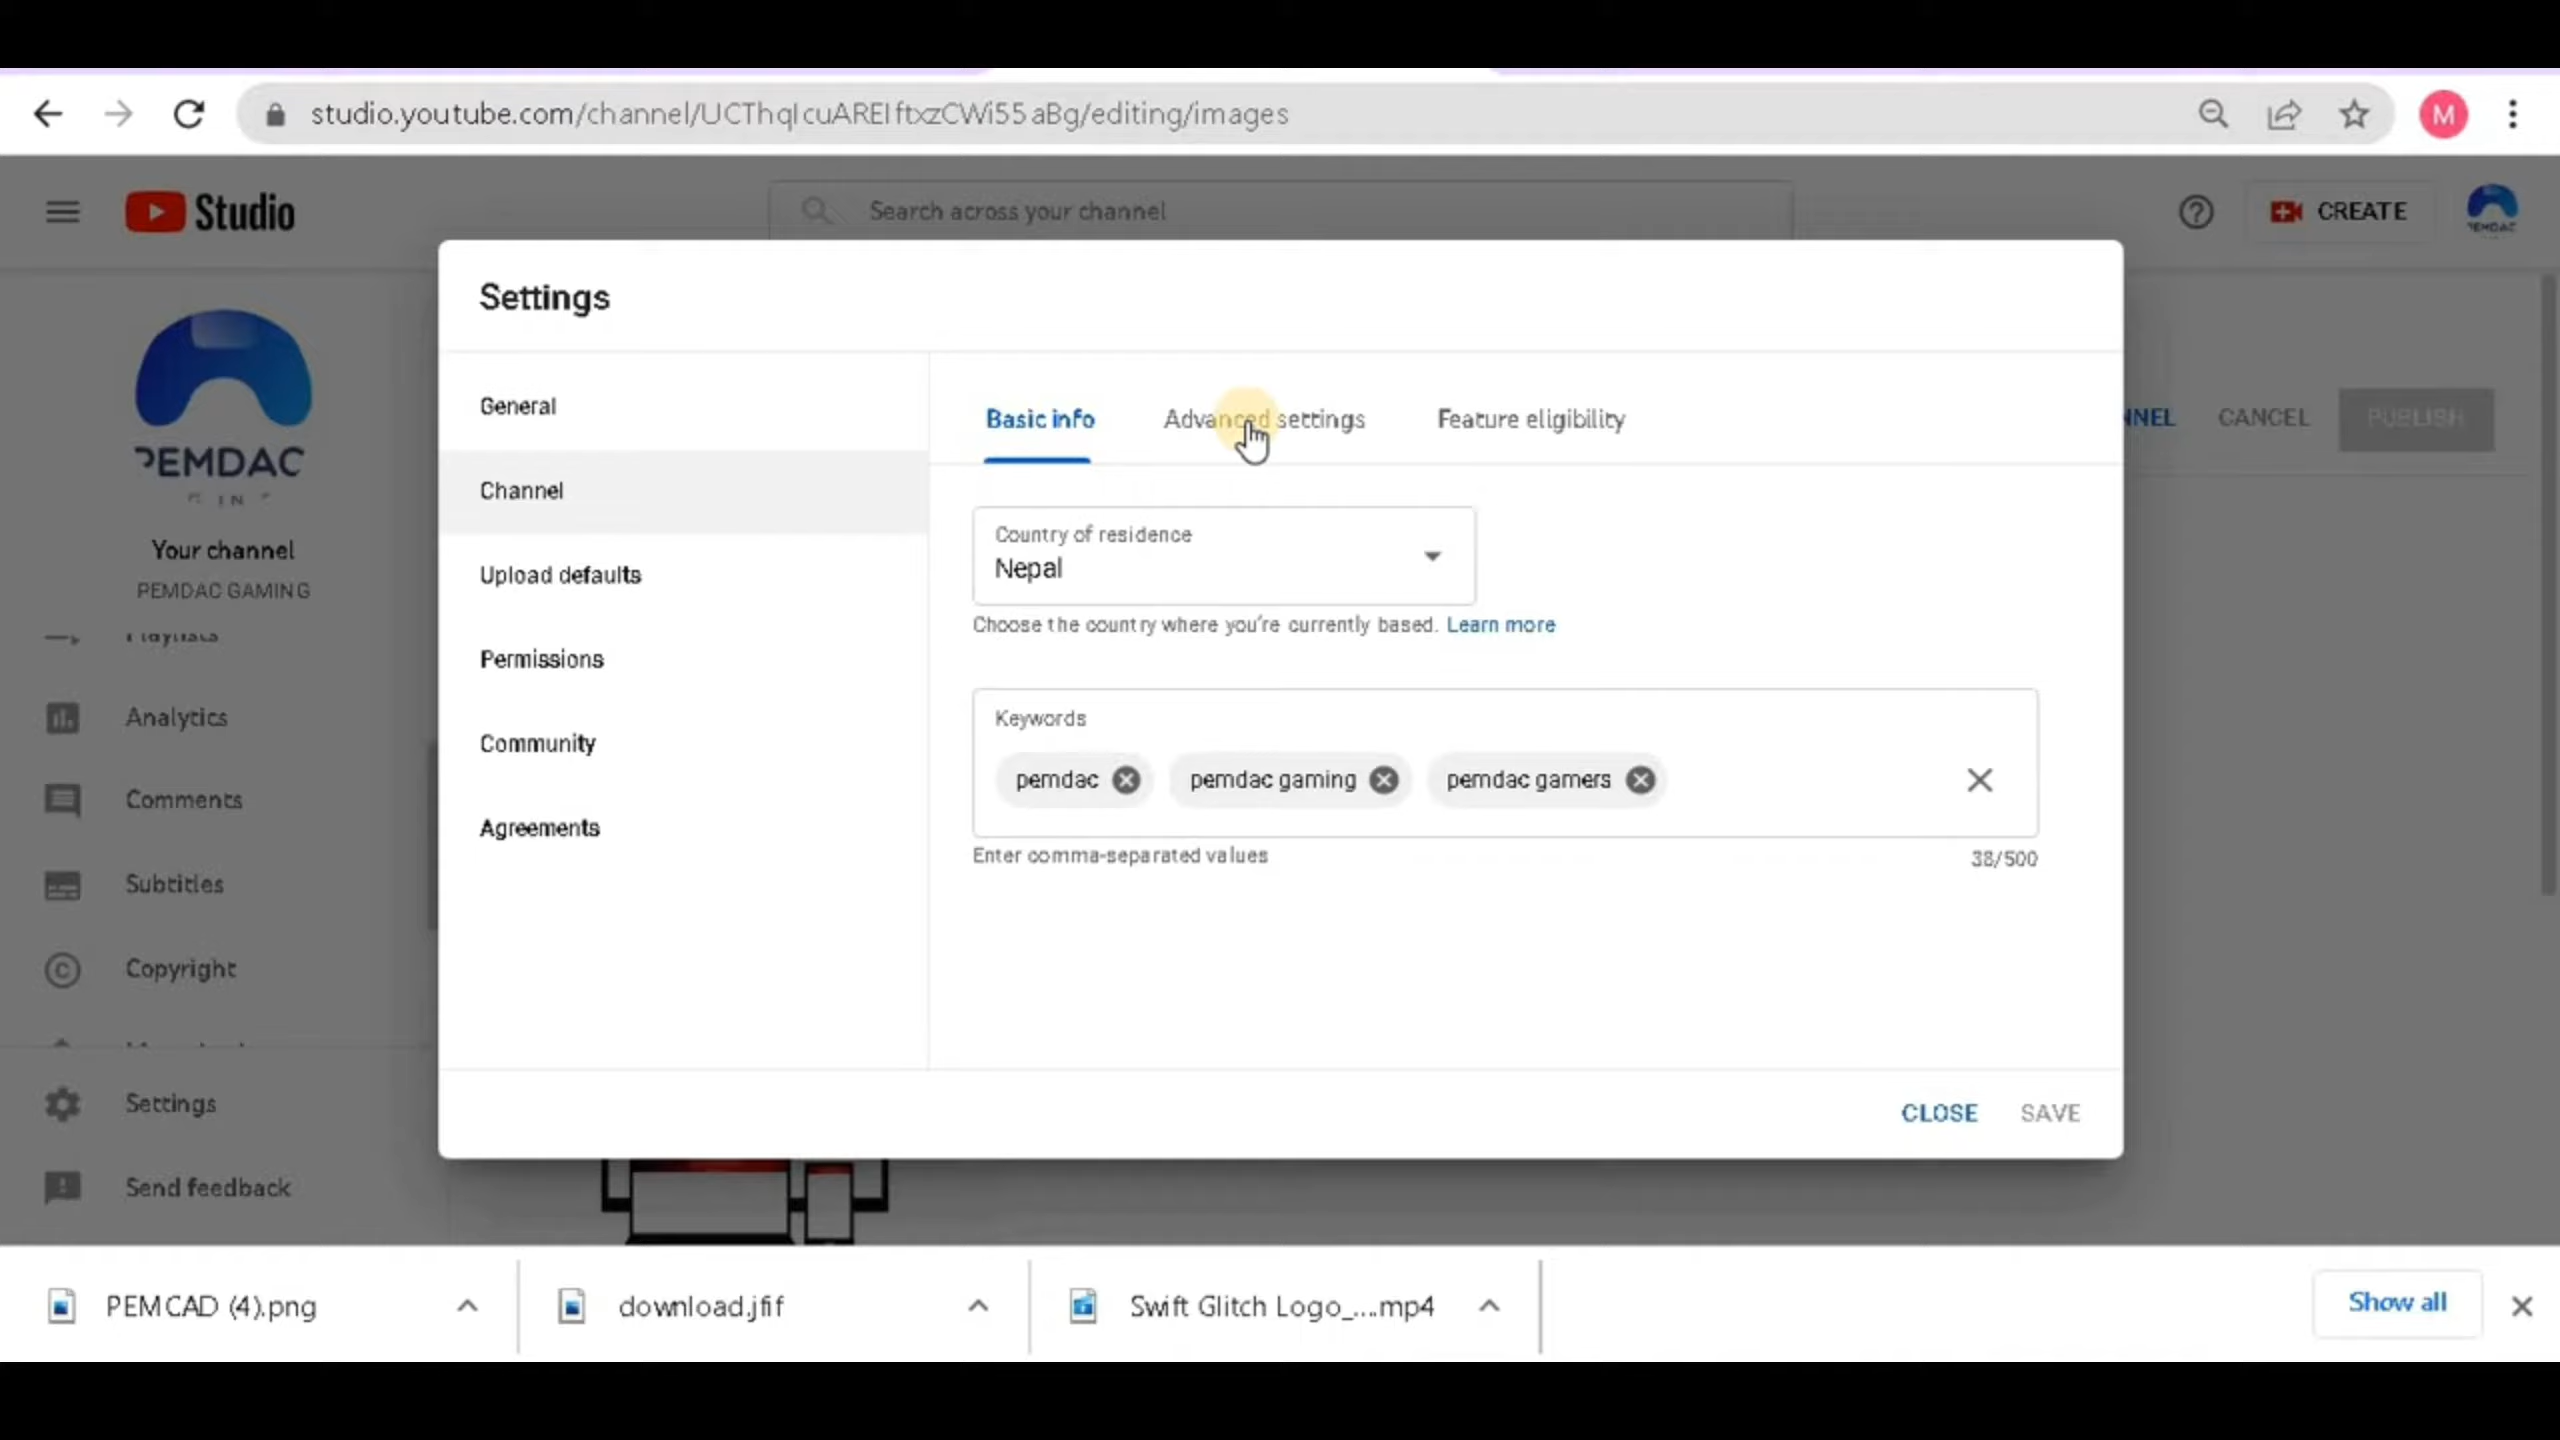 studio.youtube.com/channel/UCThqIcuAREIftxzCWi55aBg/editing/images
M
Studio
Search across your channel
CREATE
Settings
PEMDAC
Your channel
PEMDAC GAMING
Playlists
Analytics
Comments
Subtitles
Copyright
Settings
Send feedback
General
Channel
Upload defaults
Permissions
Community
Agreements
Basic info
Advanced settings
Feature eligibility
Country of residence
Nepal
Choose the country where you're currently based. Learn more
Keywords
pemdac
pemdac gaming
pemdac gamers
Enter comma-separated values
38/500
CLOSE
SAVE
NNEL
CANCEL
PUBLISH
PEMCAD (4).png
download.jfif
Swift Glitch Logo_....mp4
Show all